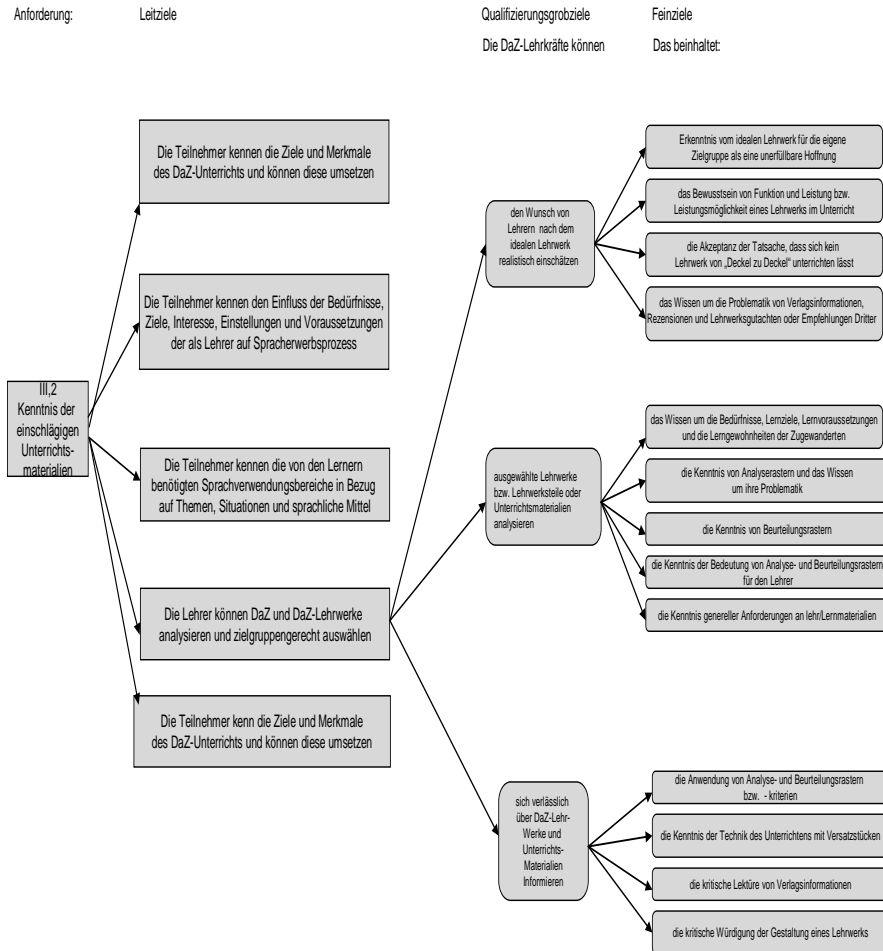 Anforderung:
Leitziele
Qualifizierungsgrobziele
Feinziele
Die DaZ-Lehrkräfte können
Das beinhaltet:
III,2
Kenntnis der
einschlägigen
Unterrichts-
materialien
Die Teilnehmer kennen die Ziele und Merkmale
des DaZ-Unterrichts und können diese umsetzen
Die Teilnehmer kennen den Einfluss der Bedürfnisse,
Ziele, Interesse, Einstellungen und Voraussetzungen
der als Lehrer auf Spracherwerbsprozess
Die Teilnehmer kennen die von den Lernern
benötigten Sprachverwendungsbereiche in Bezug
auf Themen, Situationen und sprachliche Mittel
Die Lehrer können DaZ und DaZ-Lehrwerke
analysieren und zielgruppengerecht auswählen
Die Teilnehmer kenn die Ziele und Merkmale
des DaZ-Unterrichts und können diese umsetzen
den Wunsch von
Lehrern nach dem
idealen Lehrwerk
realistisch einschätzen
Erkenntnis vom idealen Lehrwerk für die eigene
Zielgruppe als eine unerfüllbare Hoffnung
das Bewusstsein von Funktion und Leistung bzw.
Leistungsmöglichkeit eines Lehrwerks im Unterricht
die Akzeptanz der Tatsache, dass sich kein
Lehrwerk von „Deckel zu Deckel" unterrichten lässt
das Wissen um die Problematik von Verlagsinformationen,
Rezensionen und Lehrwerksgutachten oder Empfehlungen Dritter
ausgewählte Lehrwerke
bzw. Lehrwerksteile oder
Unterrichtsmaterialien
analysieren
das Wissen um die Bedürfnisse, Lernziele, Lernvoraussetzungen
und die Lerngewohnheiten der Zugewanderten
die Kenntnis von Analyserastern und das Wissen
um ihre Problematik
die Kenntnis von Beurteilungsrastern
die Kenntnis der Bedeutung von Analyse- und Beurteilungsrastern
für den Lehrer
die Kenntnis genereller Anforderungen an lehr/Lernmaterialien
sich verlässlich
über DaZ-Lehr-
Werke und
Unterrichts-
Materialien
Informieren
die Anwendung von Analyse- und Beurteilungsrastern
bzw. - kriterien
die Kenntnis der Technik des Unterrichtens mit Versatzstücken
die kritische Lektüre von Verlagsinformationen
die kritische Würdigung der Gestaltung eines Lehrwerks